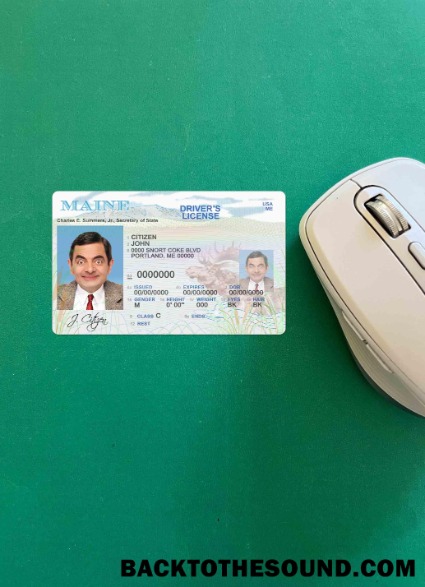 MAINE
USA
ME
DRIVER'S
LICENSE
Charles E. Summers, Jr., Secretary of State
CITIZEN
JOHN
0000 SNORT COKE BLVD
PORTLAND, ME 00000
0000000
ISSUED EXPIRES DOB
00/00/0000 00/00/0000 00/00/0000
GENDER HEIGHT WEIGHT EYES HAIR
M 0' 00" 000 BK BK
CLASS C ENDS
REST
J. Citizen
BACKTOTHESOUND.COM